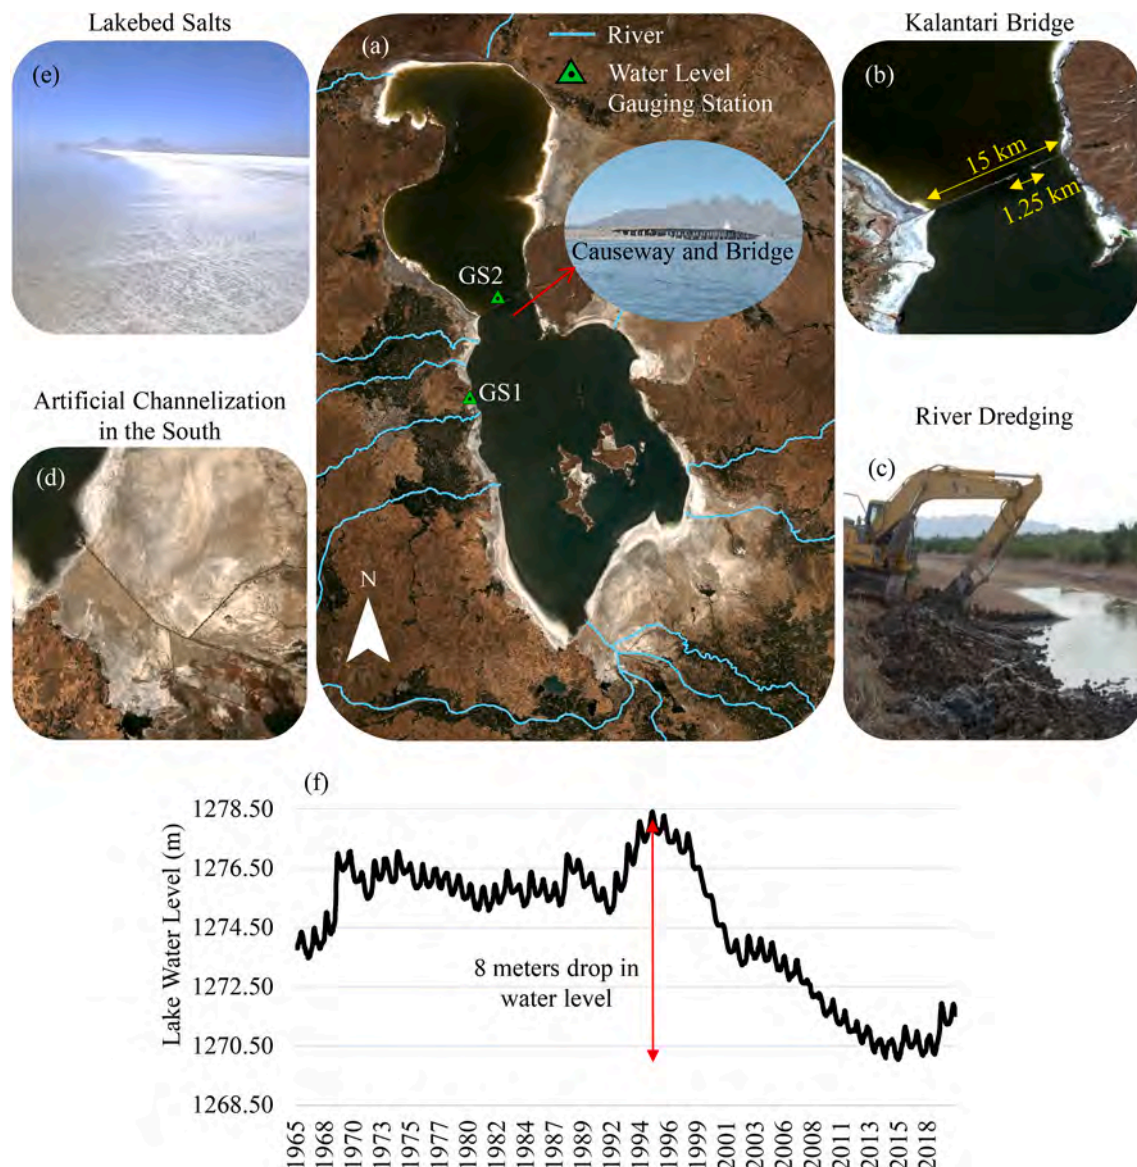 Lakebed Salts
(e)
(a)
River
Water Level
Gauging Station
Causeway and Bridge
GS2
GS1
N
Kalantari Bridge
(b)
15 km
1.25 km
Artificial Channelization
in the South
(d)
River Dredging
(c)
(f)
Lake Water Level (m)
1278.50
1276.50
1274.50
1272.50
1270.50
1268.50
8 meters drop in
water level
1965
1968
1970
1973
1975
1977
1980
1982
1984
1987
1989
1992
1994
1996
1999
2001
2003
2006
2008
2011
2013
2015
2018